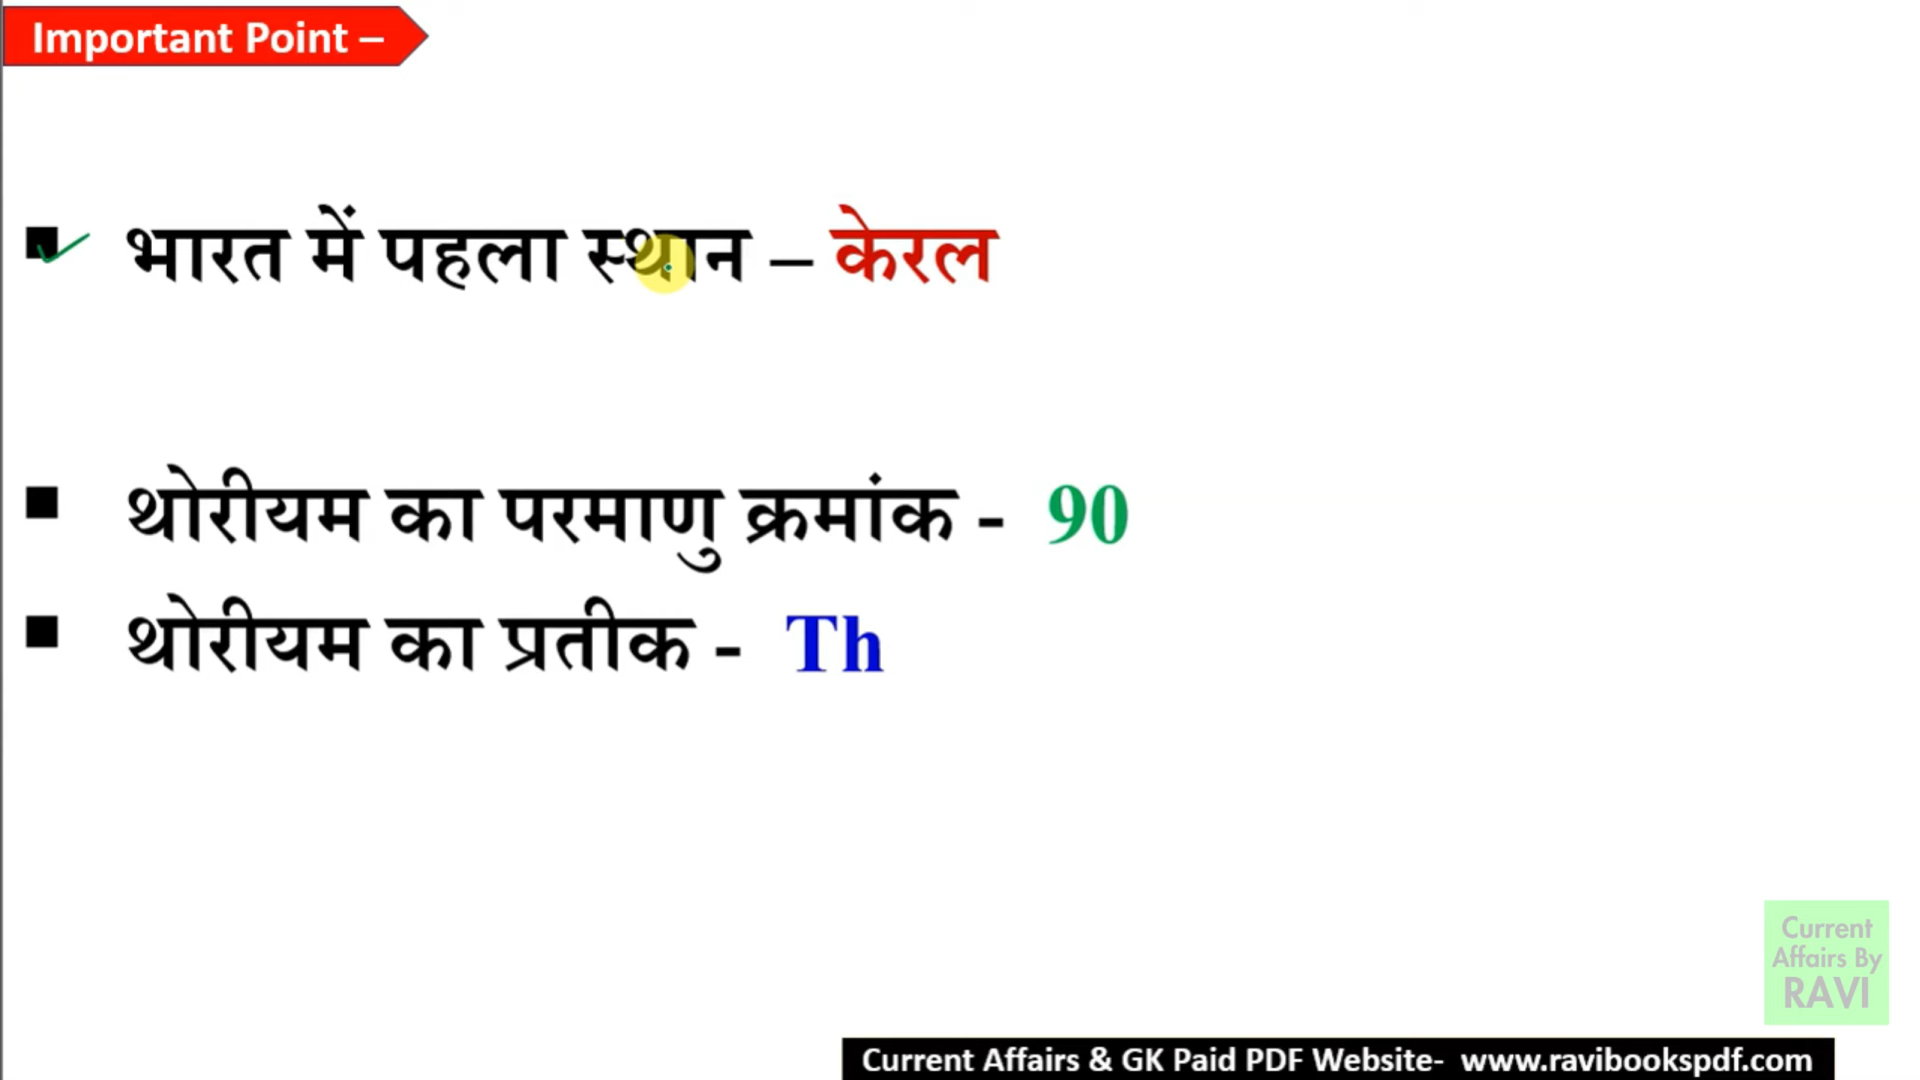 Important Point –
भारत में पहला स्थान – केरल
थोरीयम का परमाणु क्रमांक - 90
थोरीयम का प्रतीक - Th
Current
Affairs By
RAVI
Current Affairs & GK Paid PDF Website- www.ravibookspdf.com